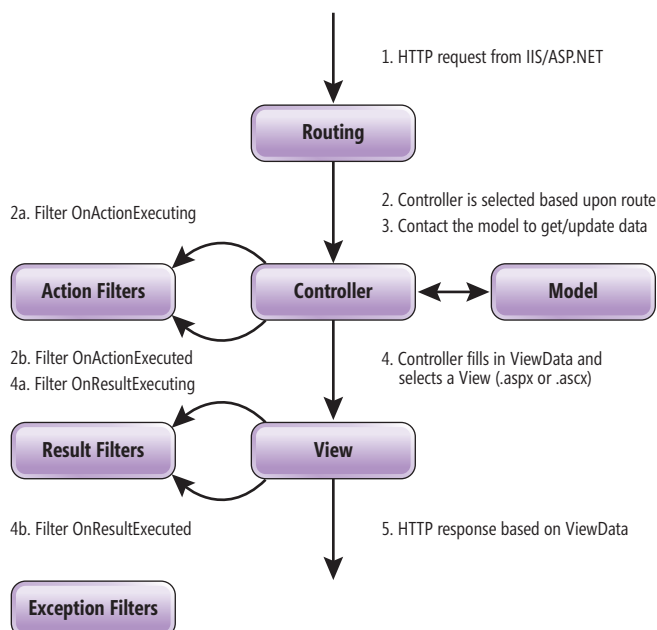 1. HTTP request from IIS/ASP.NET
Routing
2a. Filter OnActionExecuting
2. Controller is selected based upon route
3. Contact the model to get/update data
Action Filters
Controller
Model
2b. Filter OnActionExecuted
4a. Filter OnResultExecuting
4. Controller fills in ViewData and
selects a View (.aspx or .ascx)
Result Filters
View
4b. Filter OnResultExecuted
5. HTTP response based on ViewData
Exception Filters